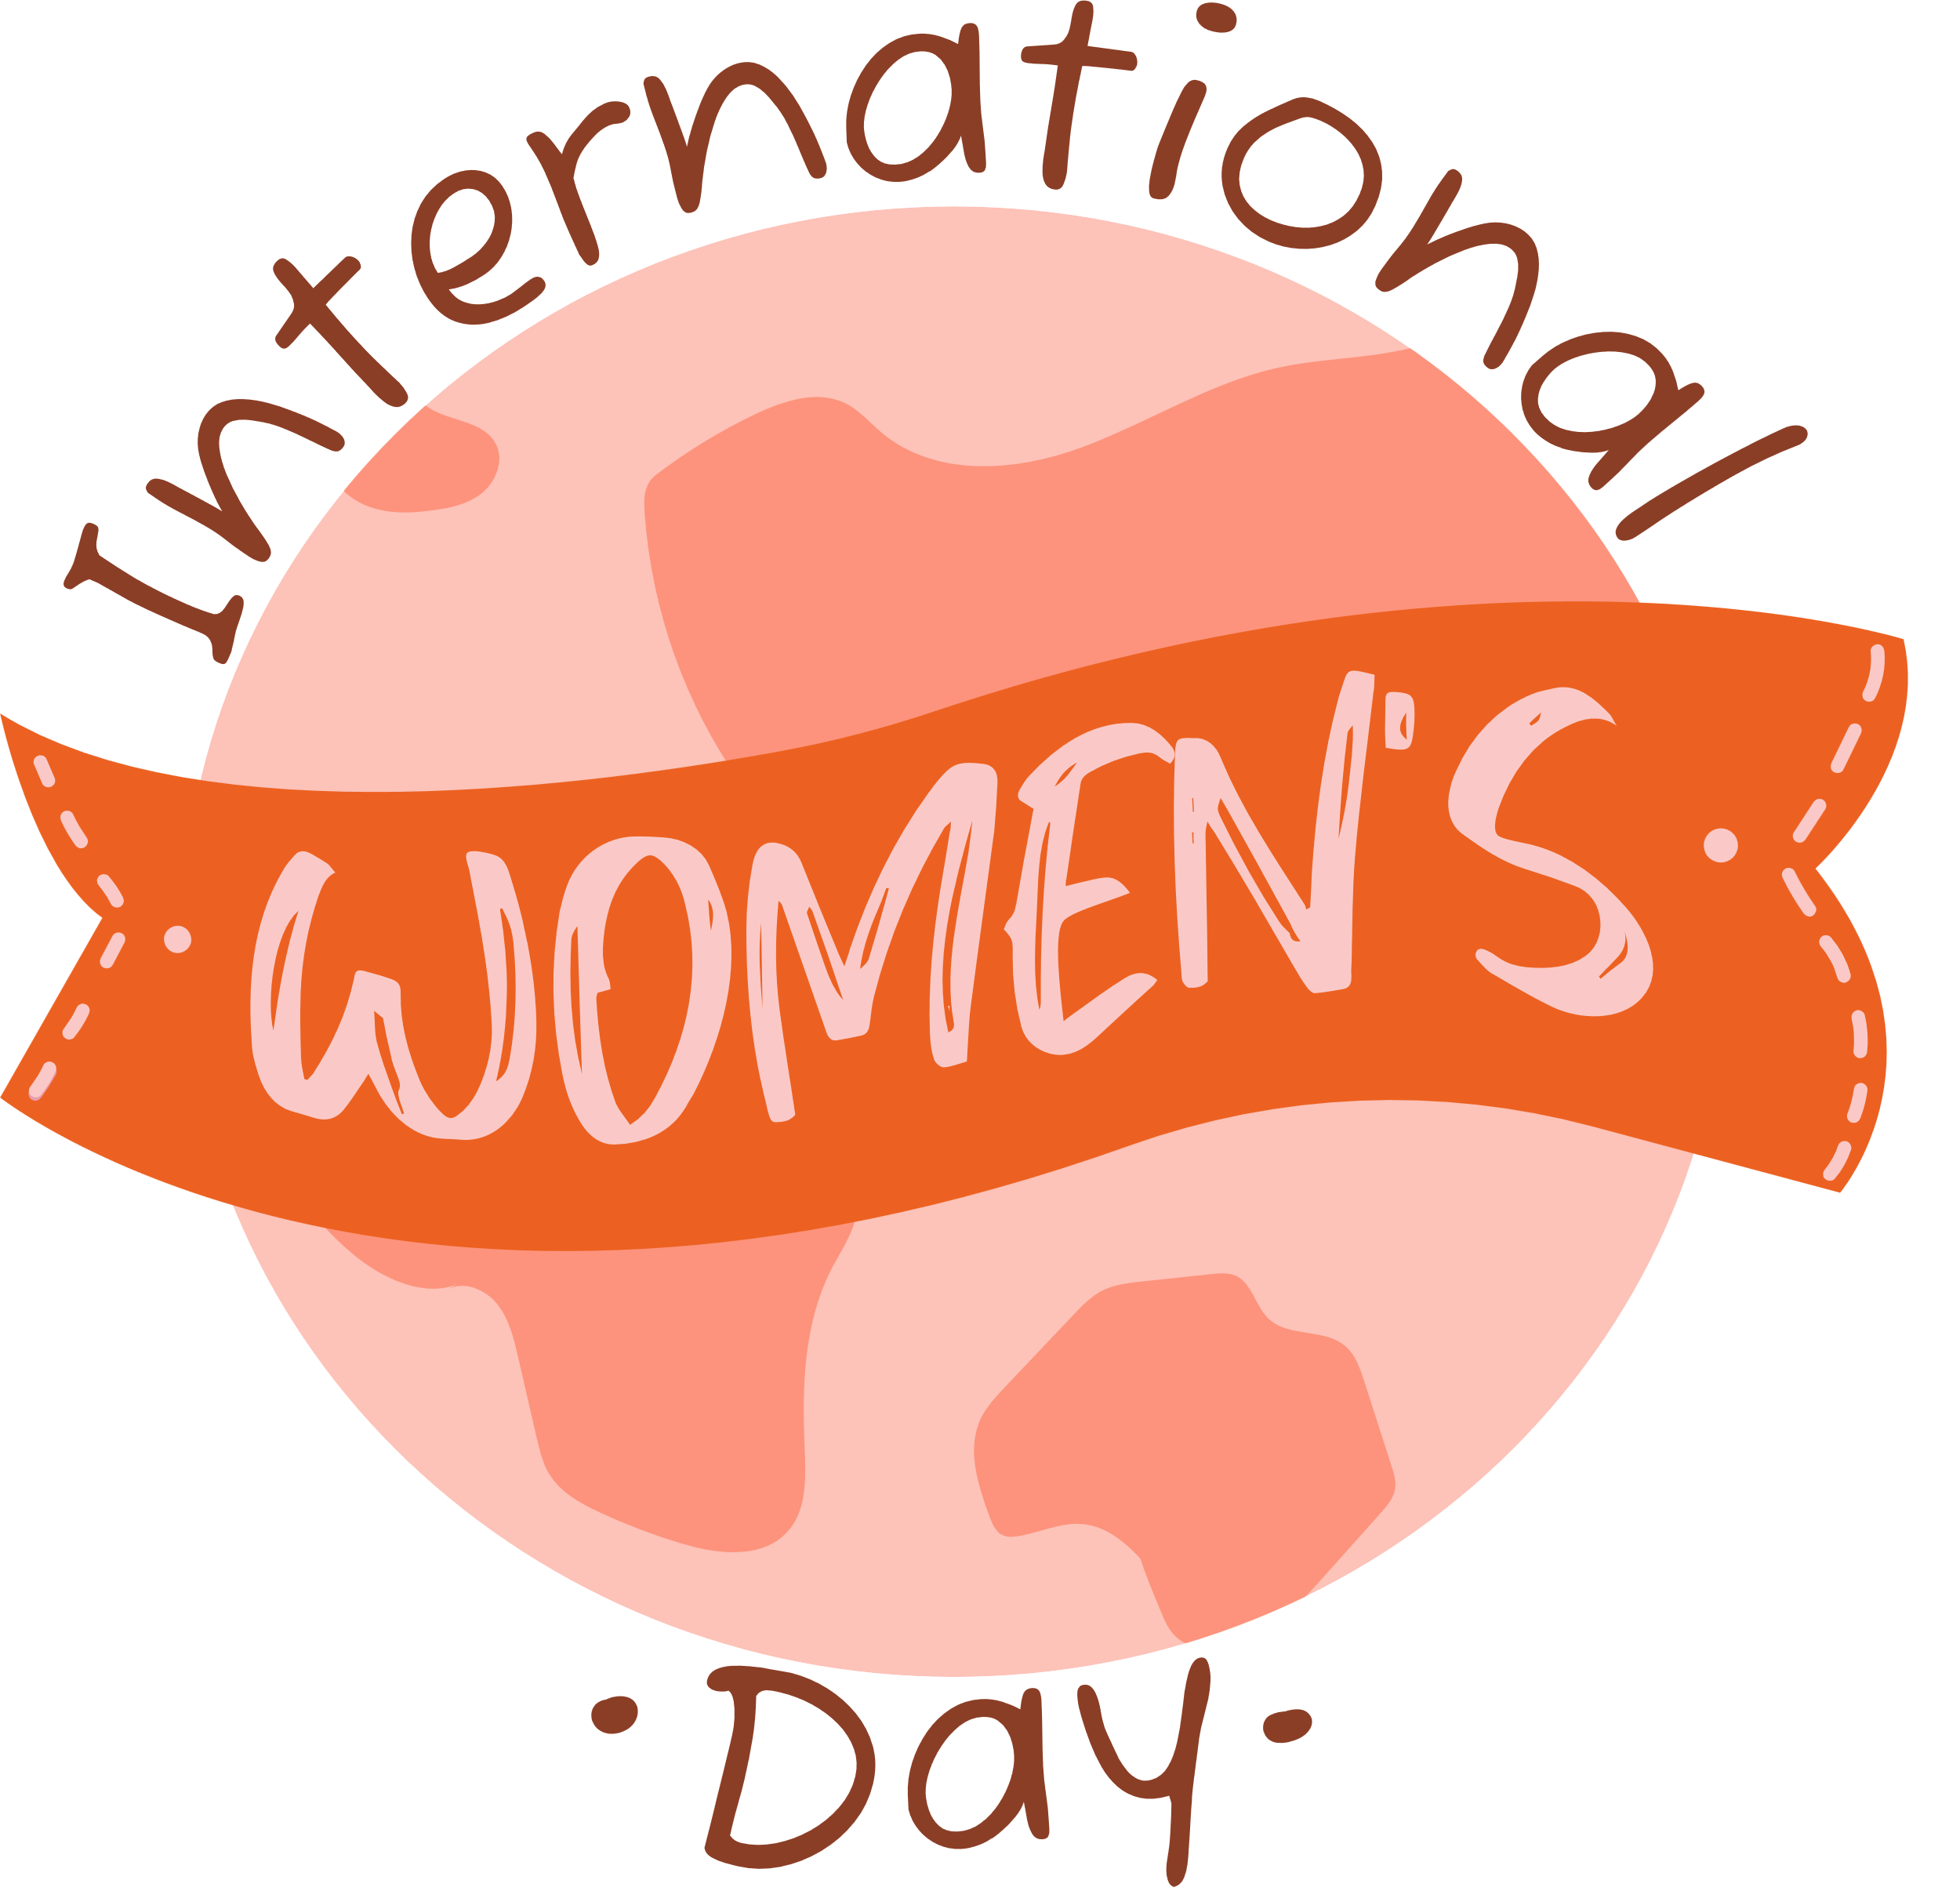 International
WOMEN'S
- Day -